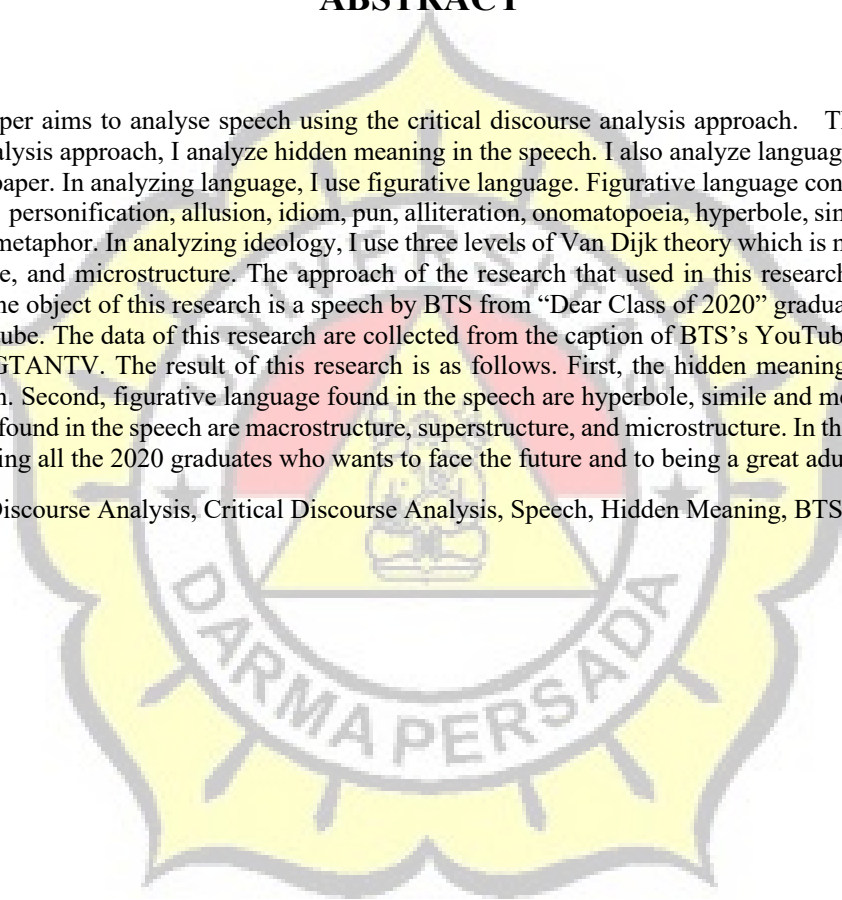 ABSTRACT
per aims to analyse speech using the critical discourse analysis approach. Th
alysis approach, I analyze hidden meaning in the speech. I also analyze languag
paper. In analyzing language, I use figurative language. Figurative language con
personification, allusion, idiom, pun, alliteration, onomatopoeia, hyperbole, sim
metaphor. In analyzing ideology, I use three levels of Van Dijk theory which is m
e, and microstructure. The approach of the research that used in this research
he object of this research is a speech by BTS from “Dear Class of 2020” gradua
ube. The data of this research are collected from the caption of BTS’s YouTub
GTANTV. The result of this research is as follows. First, the hidden meaning
n. Second, figurative language found in the speech are hyperbole, simile and me
found in the speech are macrostructure, superstructure, and microstructure. In th
ing all the 2020 graduates who wants to face the future and to being a great adu
Discourse Analysis, Critical Discourse Analysis, Speech, Hidden Meaning, BTS
UNIVERSITAS
DARMA PERSADA